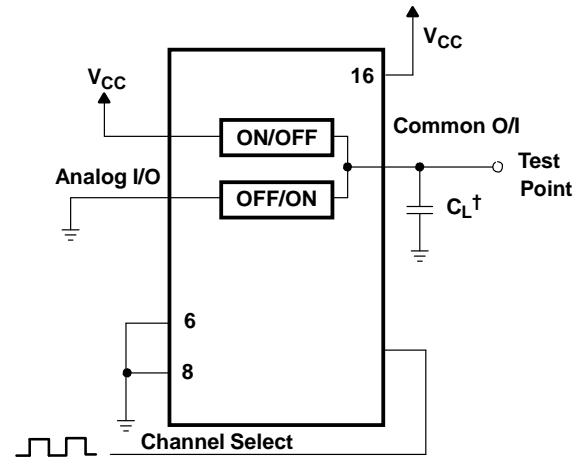 VCC
16
VCC
ON/OFF
Common O/I
Analog I/O
OFF/ON
Test
Point
CL†
6
8
Channel Select